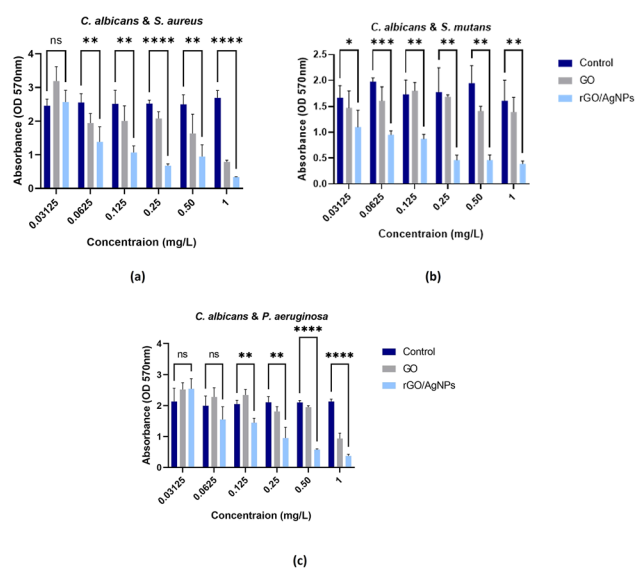 C. albicans & S. aureus
ns ** ** **** ** ****
Absorbance (OD 570nm)
4
3
2
1
0
0.03125 0.0625 0.125 0.25 0.50 1
Concentraion (mg/L)
(a)
C. albicans & S. mutans
* *** ** ** ** **
Absorbance (OD 570nm)
2.5
2.0
1.5
1.0
0.5
0.0
0.03125 0.0625 0.125 0.25 0.50 1
Concentraion (mg/L)
(b)
Control
GO
rGO/AgNPs
C. albicans & P. aeruginosa
ns ns ** ** **** ****
Absorbance (OD 570nm)
4
3
2
1
0
0.03125 0.0625 0.125 0.25 0.50 1
Concentraion (mg/L)
(c)
Control
GO
rGO/AgNPs